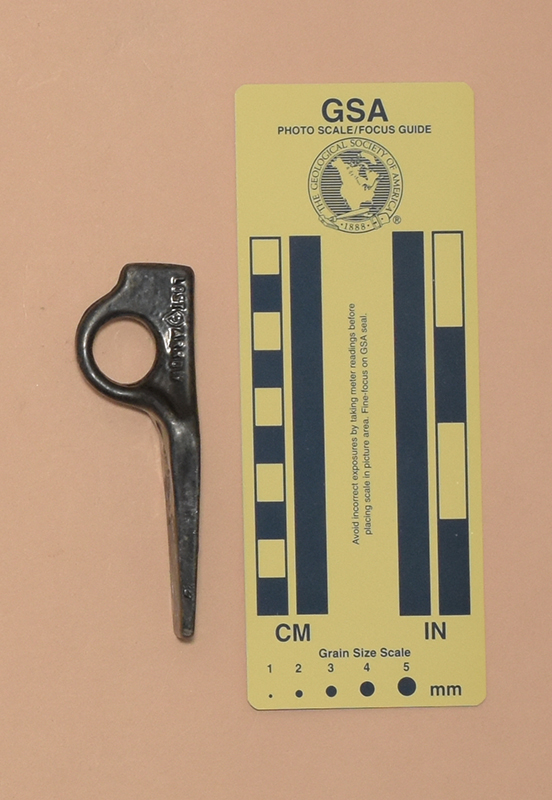 GSA
PHOTO SCALE/FOCUS GUIDE
THE GEOLOGICAL SOCIETY OF AMERICA
1888
®
Avoid incorrect exposures by taking meter readings before
placing scale in picture area. Fine-focus on GSA seal.
CM
IN
Grain Size Scale
1 2 3 4 5
mm